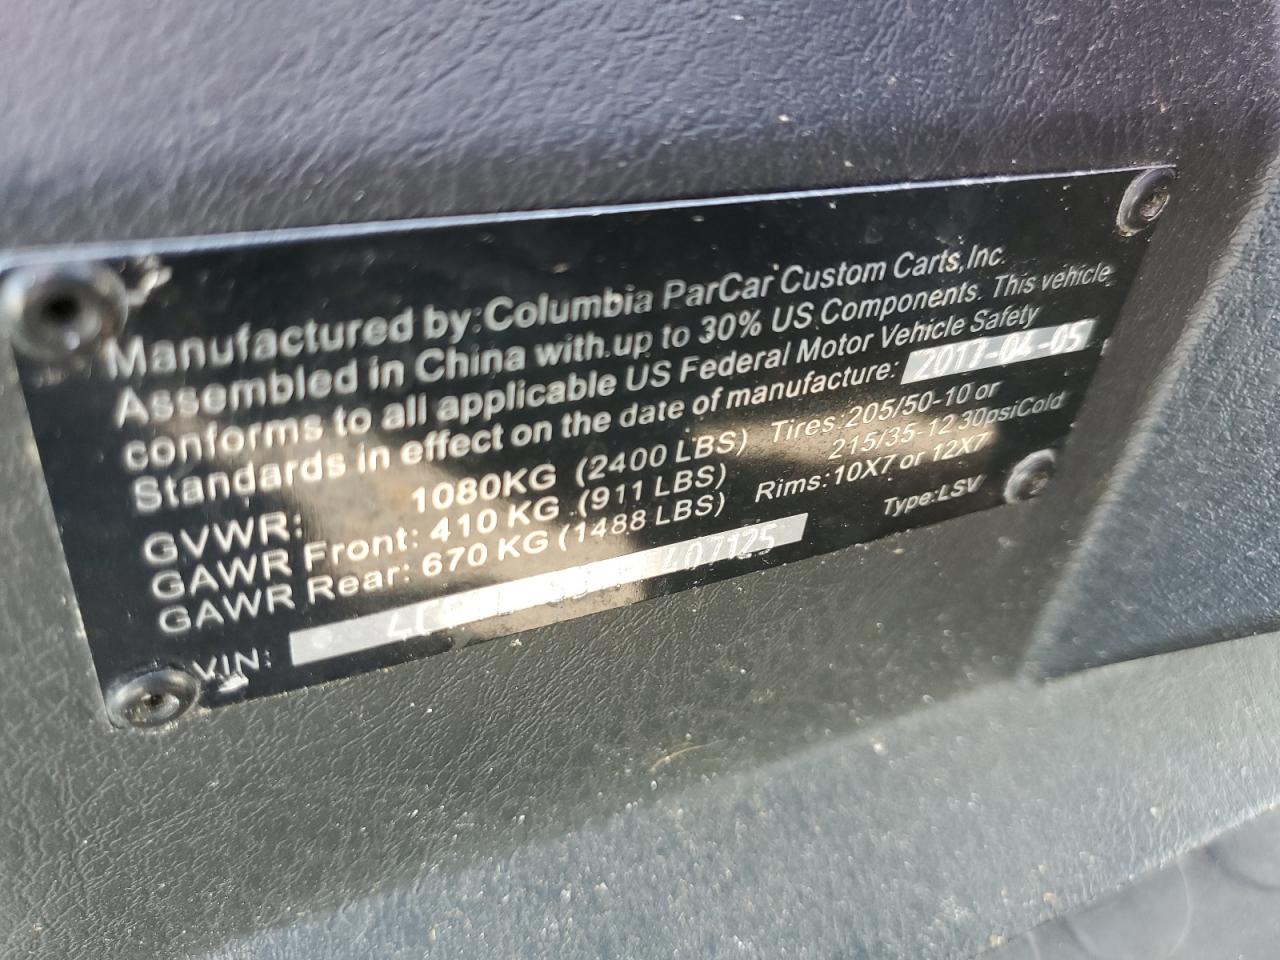 Manufactured by:Columbia ParCar Custom Carts,Inc.
Assembled in China with up to 30% US Components. This vehicle
conforms to all applicable US Federal Motor Vehicle Safety
Standards in effect on the date of manufacture: 2017-04-05
GVWR: 1080KG (2400 LBS) Tires:205/50-10 or
GAWR Front: 410 KG (911 LBS) 215/35-12 30psiCold
GAWR Rear: 670 KG (1488 LBS) Rims:10X7 or 12X7
VIN: Type:LSV